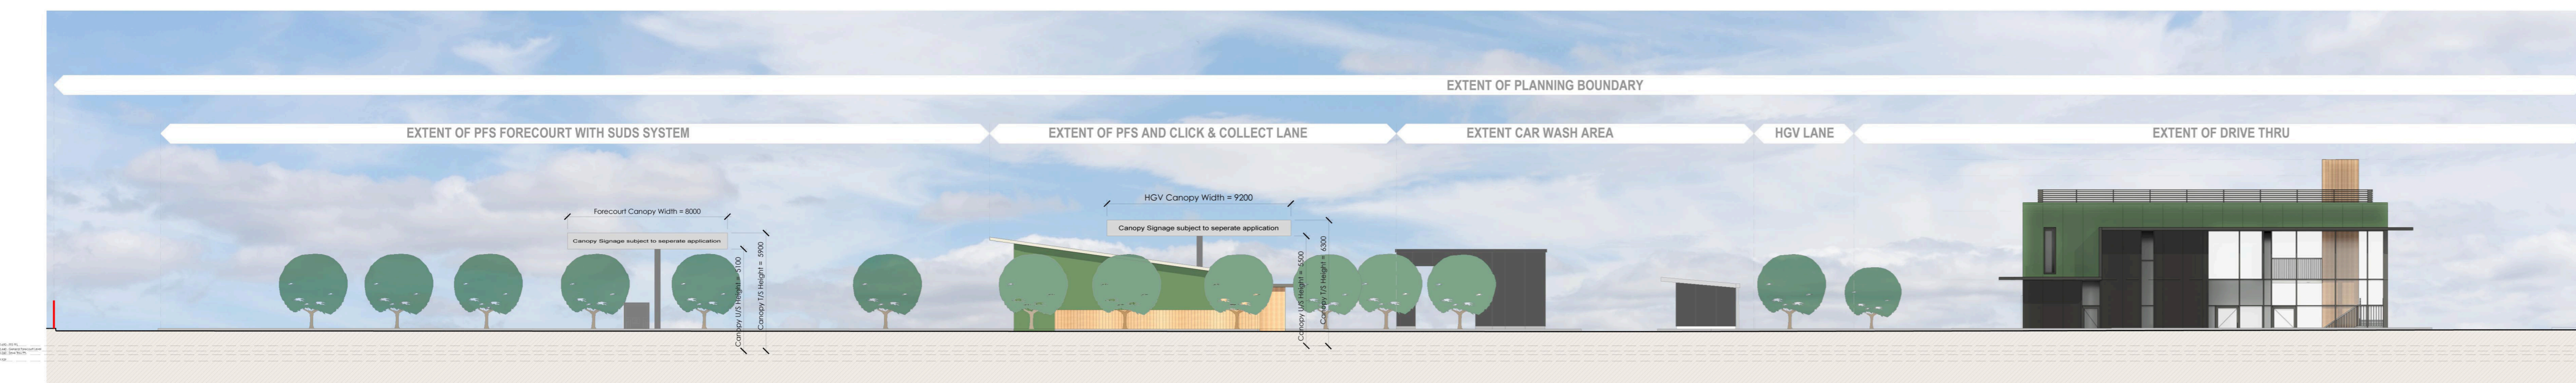 EXTENT OF PLANNING BOUNDARY
EXTENT OF PFS FORECOURT WITH SUDS SYSTEM
EXTENT OF PFS AND CLICK & COLLECT LANE
EXTENT CAR WASH AREA
HGV LANE
EXTENT OF DRIVE THRU
Forecourt Canopy Width = 8000
Canopy Signage subject to seperate application
Canopy U/S Height = 5100
Canopy T/S Height = 5900
HGV Canopy Width = 9200
Canopy Signage subject to seperate application
Canopy U/S Height = 5500
Canopy T/S Height = 6300